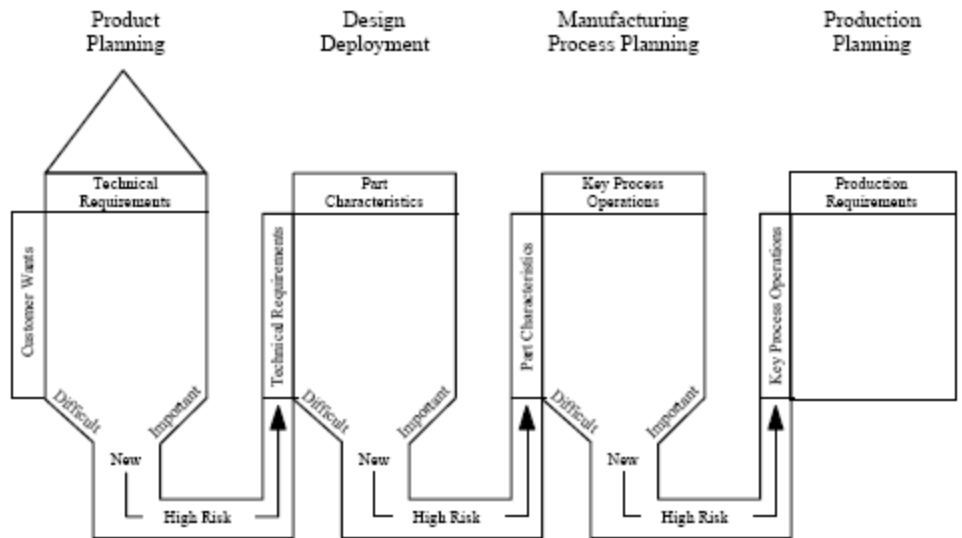 Product
Planning
Design
Deployment
Manufacturing
Process Planning
Production
Planning
Technical
Requirements
Part
Characteristics
Key Process
Operations
Production
Requirements
Customer Wants
Technical Requirements
Part Characteristics
Key Process Operations
Difficult
Important
Difficult
Important
Difficult
Important
New
New
New
High Risk
High Risk
High Risk